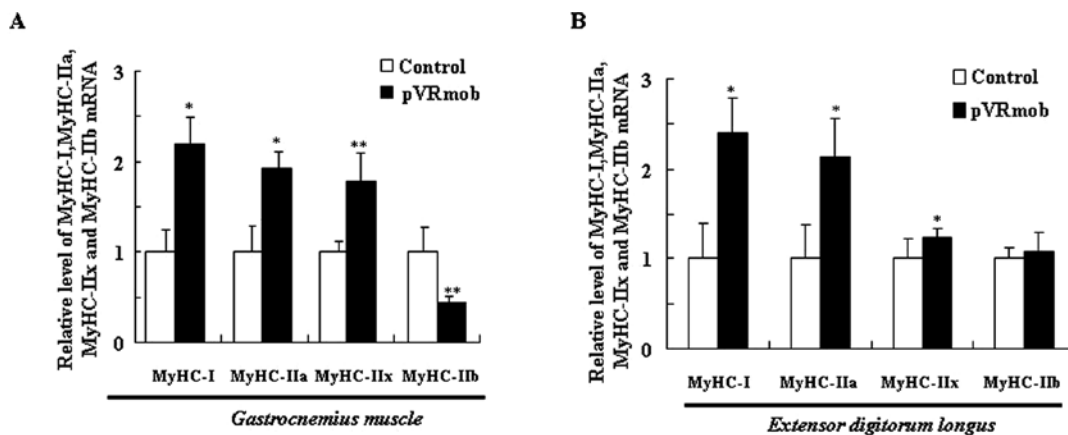 A
Relative level of MyHC-I,MyHC-IIa,
MyHC-IIx and MyHC-IIb mRNA
3
2
1
0
Control
pVRmob
*
*
**
**
MyHC-I
MyHC-IIa
MyHC-IIx
MyHC-IIb
Gastrocnemius muscle
B
Relative level of MyHC-I,MyHC-IIa,
MyHC-IIx and MyHC-IIb mRNA
3
2
1
0
Control
pVRmob
*
*
*
MyHC-I
MyHC-IIa
MyHC-IIx
MyHC-IIb
Extensor digitorum longus